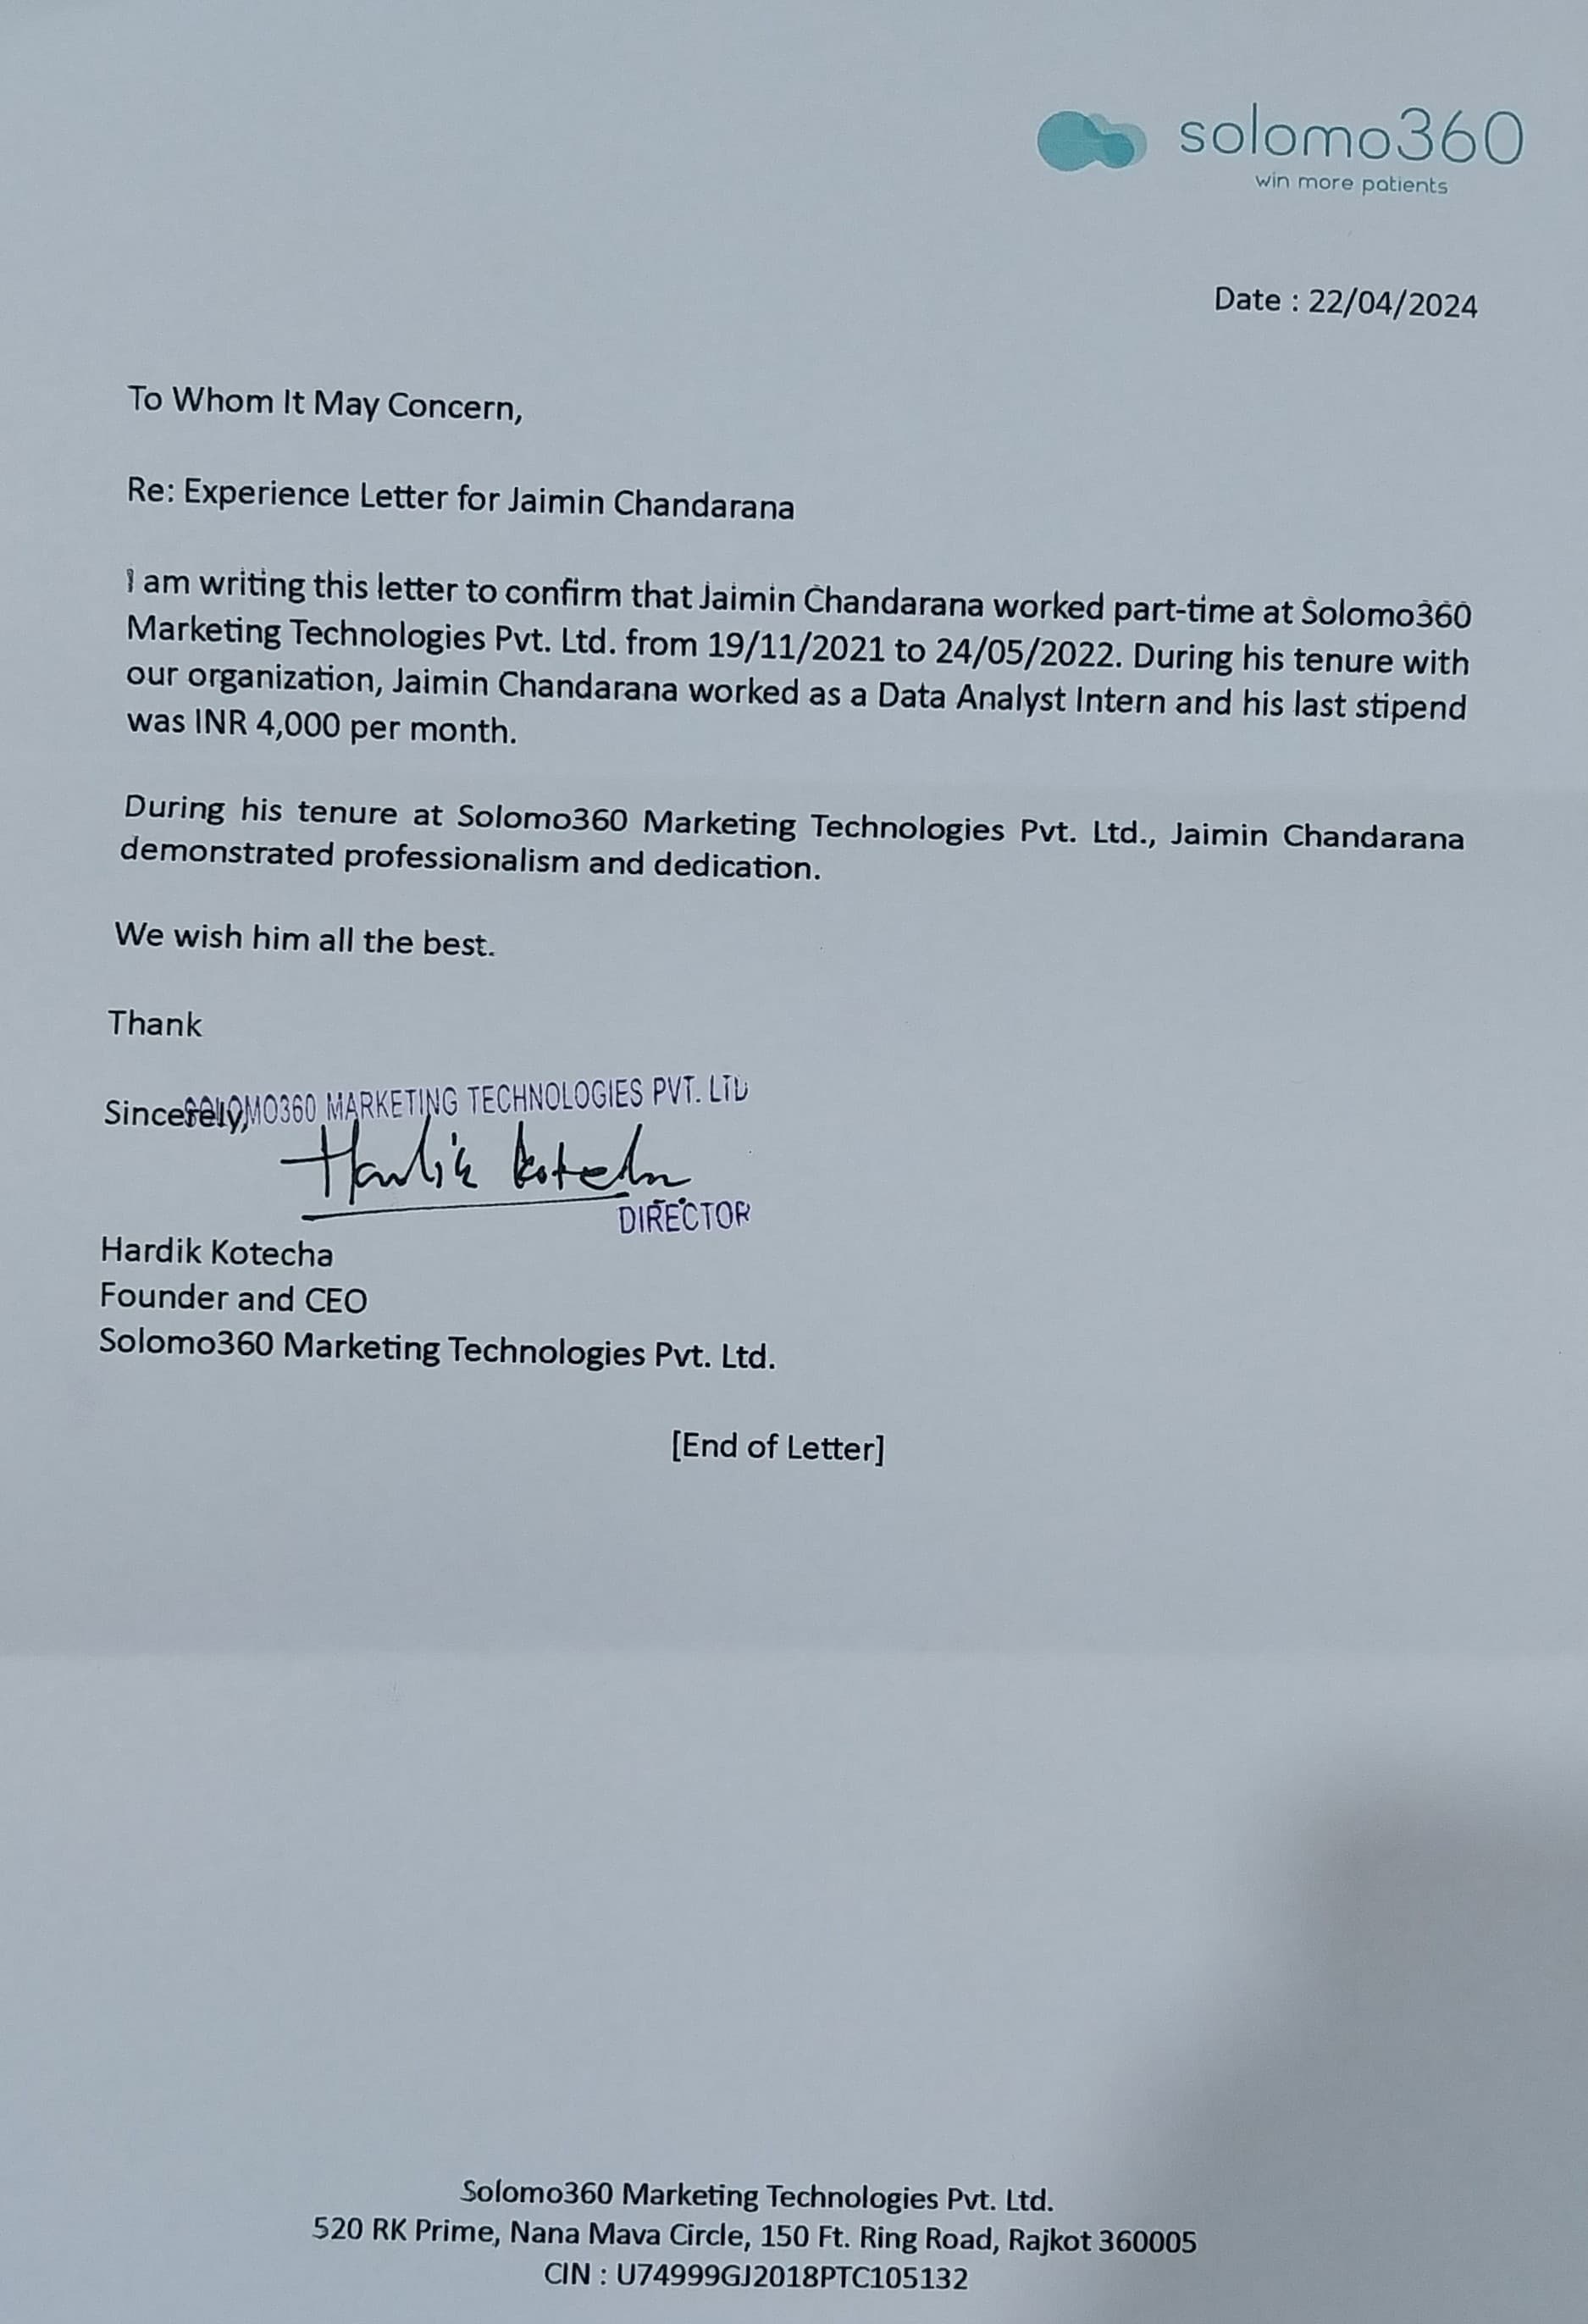 solomo360
win more patients
Date : 22/04/2024
To Whom It May Concern,
Re: Experience Letter for Jaimin Chandarana
I am writing this letter to confirm that Jaimin Chandarana worked part-time at Solomo360
Marketing Technologies Pvt. Ltd. from 19/11/2021 to 24/05/2022. During his tenure with
our organization, Jaimin Chandarana worked as a Data Analyst Intern and his last stipend
was INR 4,000 per month.
During his tenure at Solomo360 Marketing Technologies Pvt. Ltd., Jaimin Chandarana
demonstrated professionalism and dedication.
We wish him all the best.
Thank
Sincerely,
SOLOMO360 MARKETING TECHNOLOGIES PVT. LTD
Hardik Kotecha
DIRECTOR
Hardik Kotecha
Founder and CEO
Solomo360 Marketing Technologies Pvt. Ltd.
[End of Letter]
Solomo360 Marketing Technologies Pvt. Ltd.
520 RK Prime, Nana Mava Circle, 150 Ft. Ring Road, Rajkot 360005
CIN : U74999GJ2018PTC105132